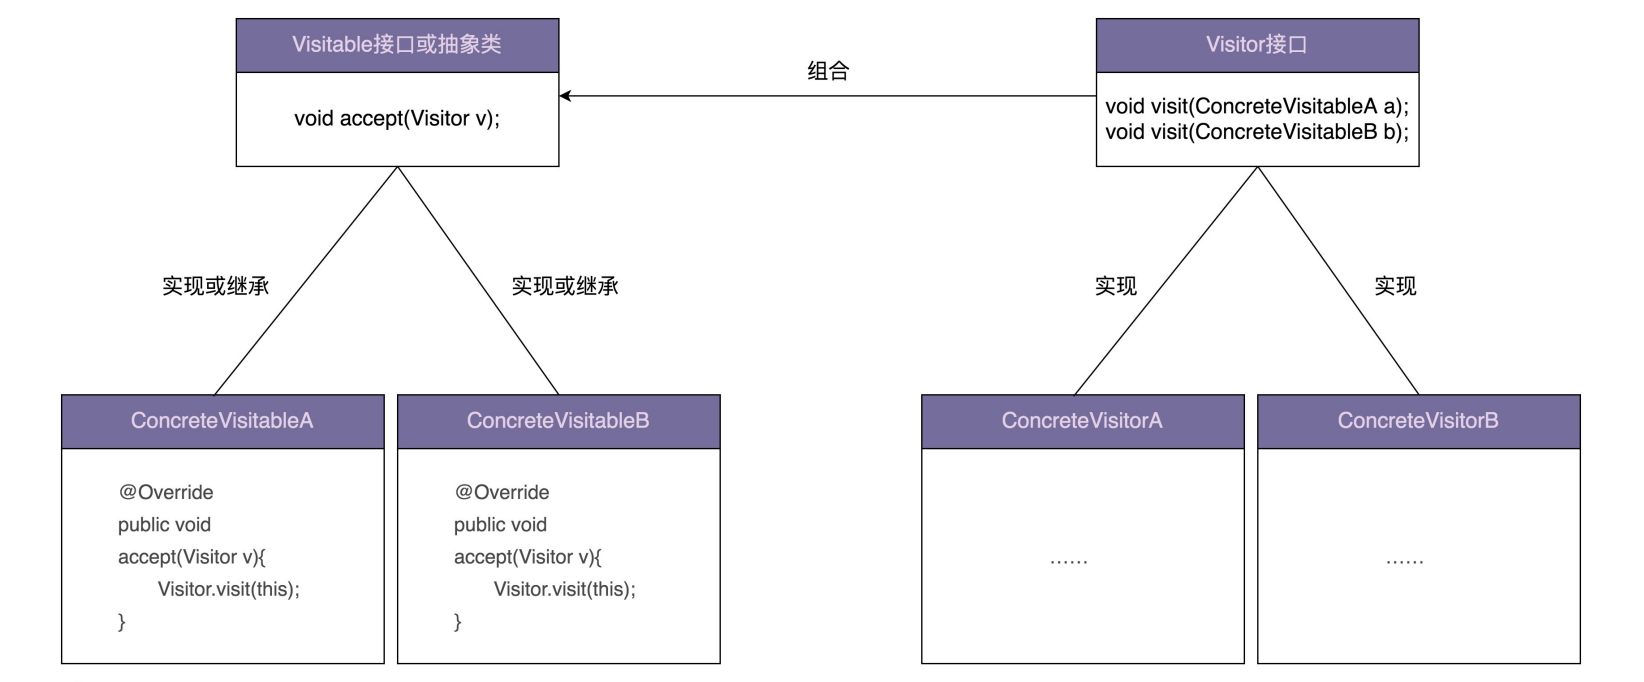 Visitable接口或抽象类
void accept(Visitor v);
组合
Visitor接口
void visit(ConcreteVisitableA a);
void visit(ConcreteVisitableB b);
实现或继承
实现或继承
实现
实现
ConcreteVisitableA
@Override
public void
accept(Visitor v){
Visitor.visit(this);
}
ConcreteVisitableB
@Override
public void
accept(Visitor v){
Visitor.visit(this);
}
ConcreteVisitorA
······
ConcreteVisitorB
······